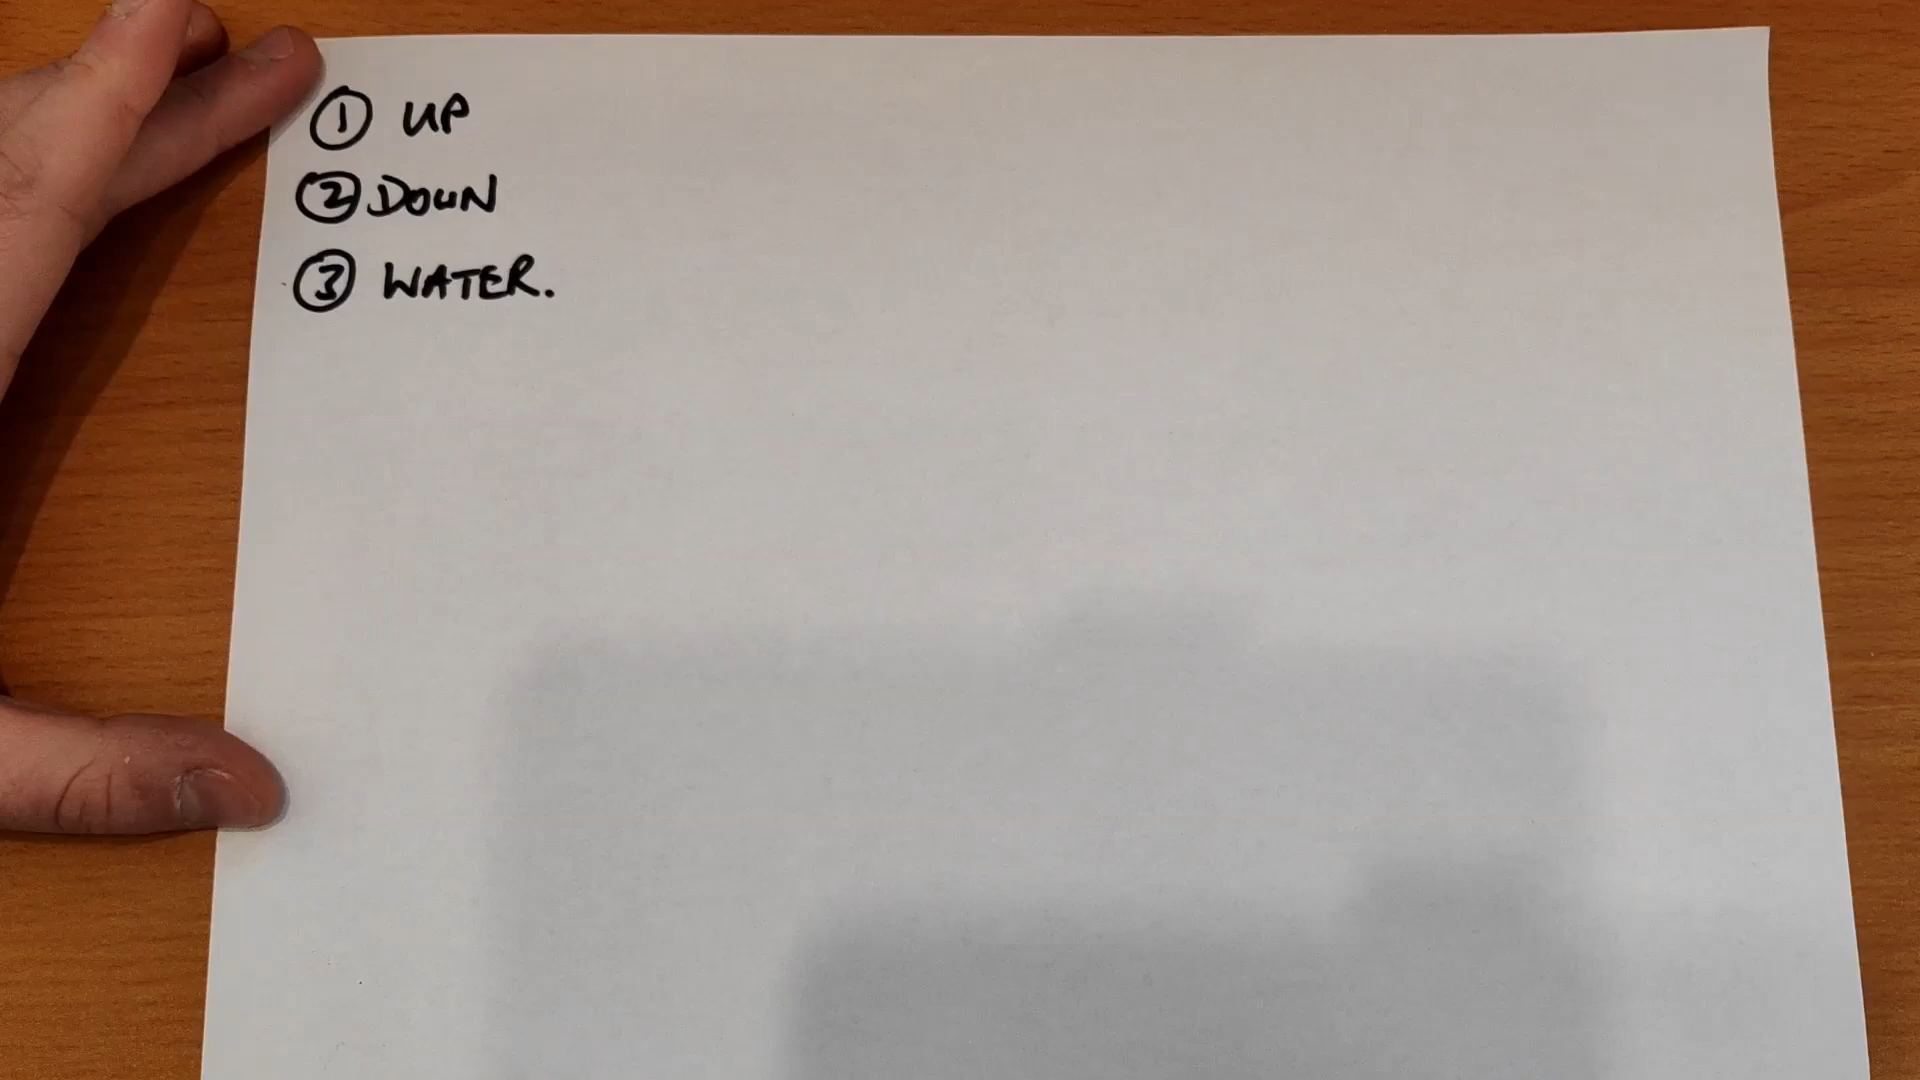 ① UP
② DOWN
③ WATER.